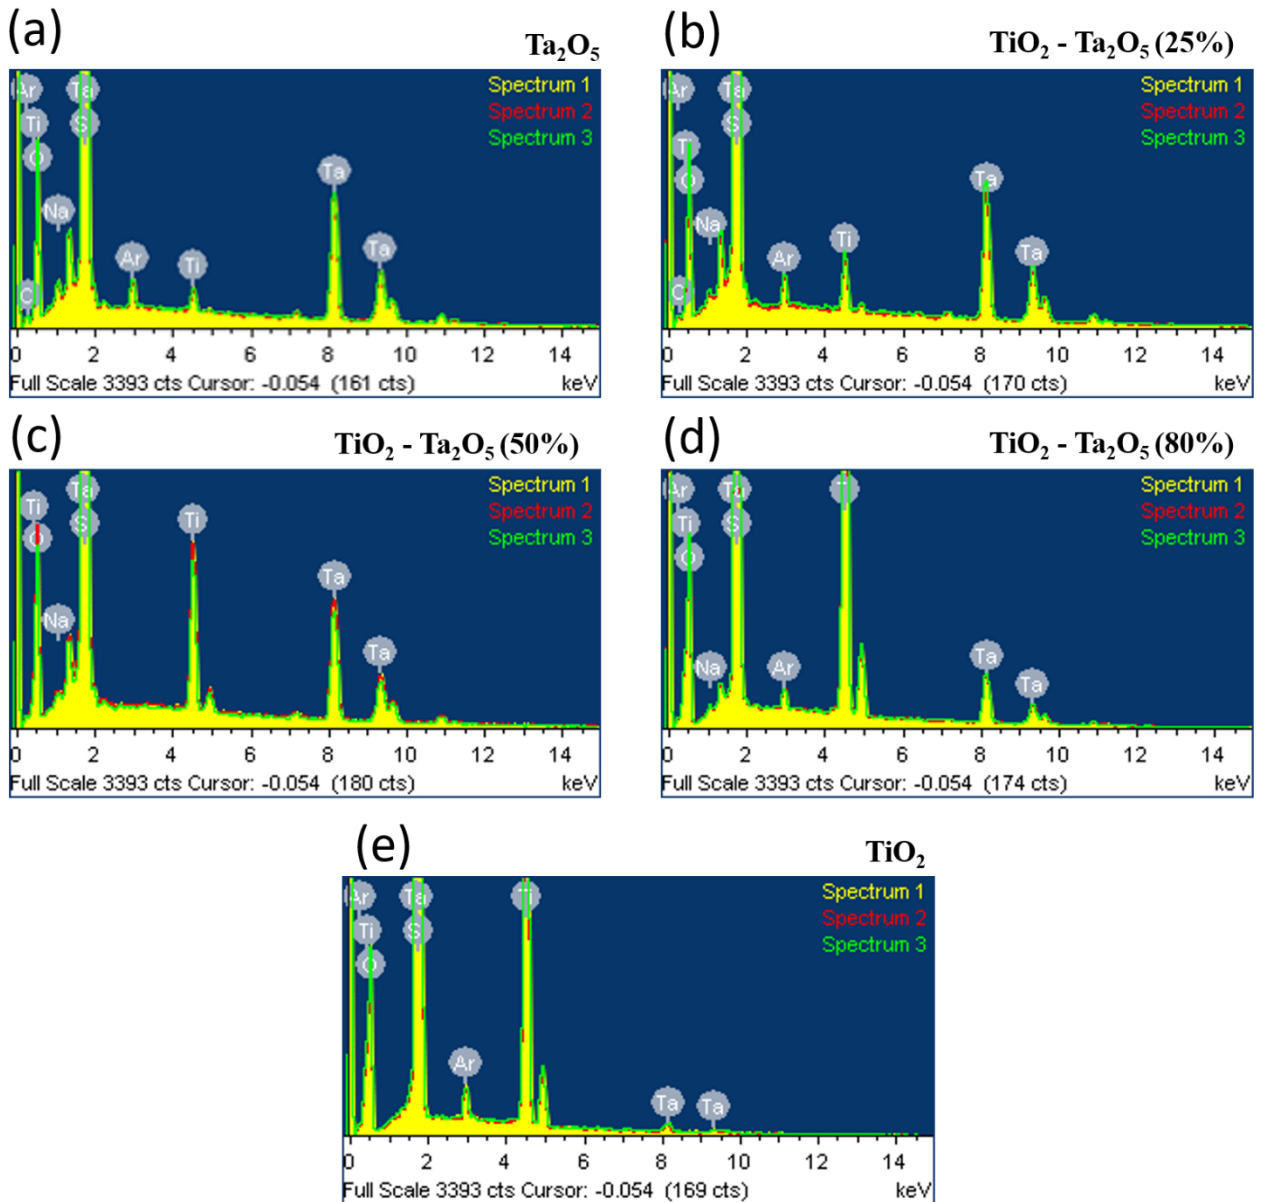 (a)
Ta₂O₅
Ar Ta Spectrum 1
Ti S Spectrum 2
O Spectrum 3
Ta
Na
Ta
Ar Ti
C
0 2 4 6 8 10 12 14
Full Scale 3393 cts Cursor: -0.054 (161 cts) keV
(b)
TiO₂ - Ta₂O₅ (25%)
Ar Ta Spectrum 1
S Spectrum 2
Ti Spectrum 3
O Ta
Na
Ti
Ar Ta
C
0 2 4 6 8 10 12 14
Full Scale 3393 cts Cursor: -0.054 (170 cts) keV
(c)
TiO₂ - Ta₂O₅ (50%)
Ta Spectrum 1
Ti S Ti Spectrum 2
O Spectrum 3
Ta
Na
Ta
0 2 4 6 8 10 12 14
Full Scale 3393 cts Cursor: -0.054 (180 cts) keV
(d)
TiO₂ - Ta₂O₅ (80%)
Ar Ta Ti Spectrum 1
Ti S Spectrum 2
O Spectrum 3
Na Ar Ta
Ta
0 2 4 6 8 10 12 14
Full Scale 3393 cts Cursor: -0.054 (174 cts) keV
(e)
TiO₂
Ar Ta Ti Spectrum 1
Ti S Spectrum 2
O Spectrum 3
Ar
Ta Ta
0 2 4 6 8 10 12 14
Full Scale 3393 cts Cursor: -0.054 (169 cts) keV